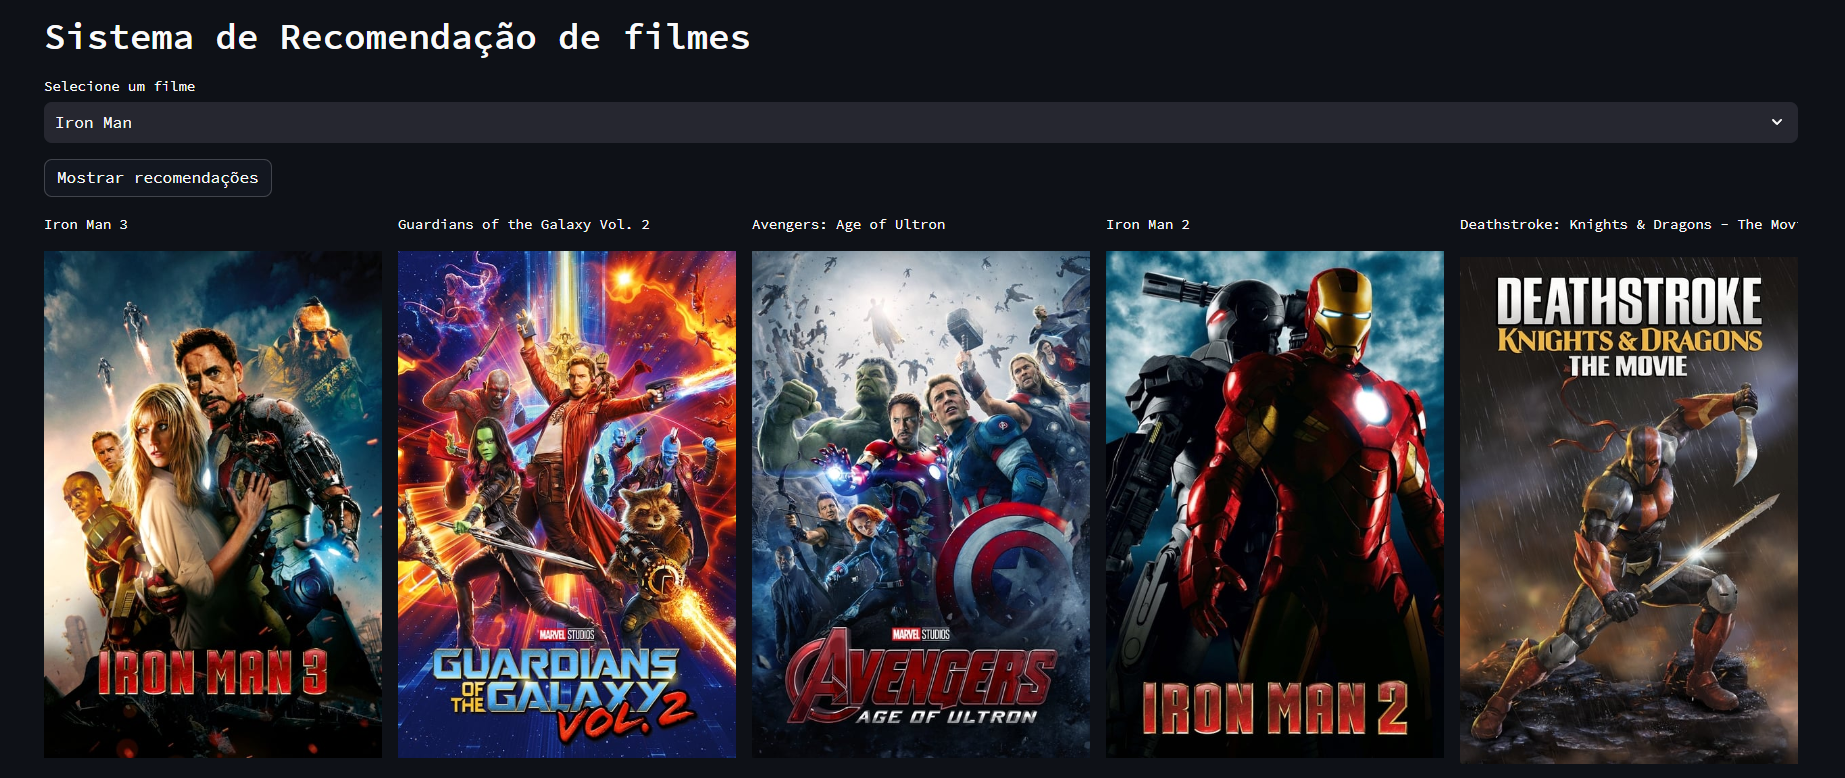 Sistema de Recomendação de filmes
Selecione um filme
Iron Man
Mostrar recomendações
Iron Man 3
Guardians of the Galaxy Vol. 2
Avengers: Age of Ultron
Iron Man 2
Deathstroke: Knights & Dragons - The Mov
IRON MAN 3
MARVEL STUDIOS
GUARDIANS
OF THE GALAXY
VOL. 2
MARVEL STUDIOS
AVENGERS
AGE OF ULTRON
IRON MAN 2
DEATHSTROKE
KNIGHTS & DRAGONS
THE MOVIE